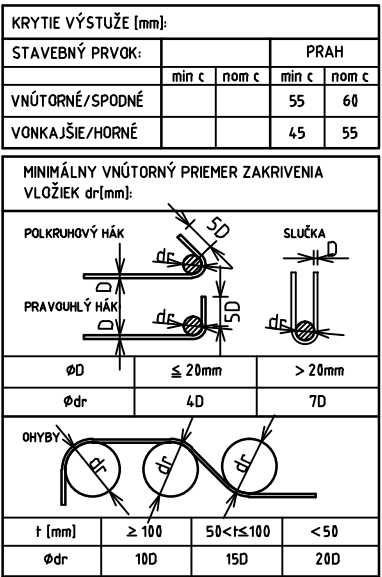 KRYTIE VÝSTUŽE [mm]:
STAVEBNÝ PRVOK: PRAH
min c nom c min c nom c
VNÚTORNÉ/SPODNÉ 55 60
VONKAJŠIE/HORNÉ 45 55
MINIMÁLNY VNÚTORNÝ PRIEMER ZAKRIVENIA
VLOŽIEK dr[mm]:
POLKRUHOVÝ HÁK 5D SLUČKA
D dr D
PRAVOUHLÝ HÁK
D dr 5D dr
ØD ≤ 20mm > 20mm
Ødr 4D 7D
OHYBY
dr dr dr
t [mm] ≥ 100 50<t≤100 <50
Ødr 10D 15D 20D